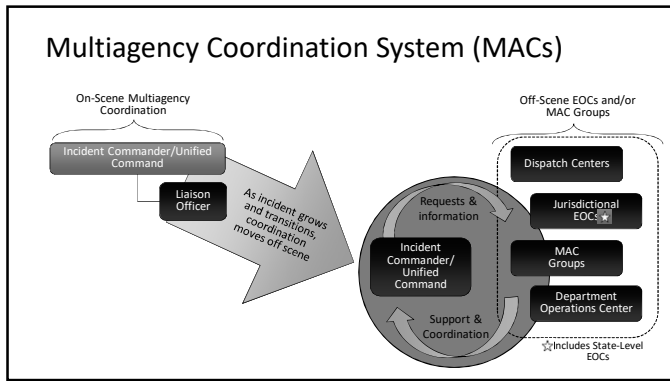 Multiagency Coordination System (MACs)
On-Scene Multiagency
Coordination
Incident Commander/Unified
Command
Liaison
Officer
As incident grows
and transitions,
coordination
moves off scene
Off-Scene EOCs and/or
MAC Groups
Dispatch Centers
Jurisdictional
EOCs
MAC
Groups
Department
Operations Center
Requests &
information
Incident
Commander/
Unified
Command
Support &
Coordination
Includes State-Level
EOCs